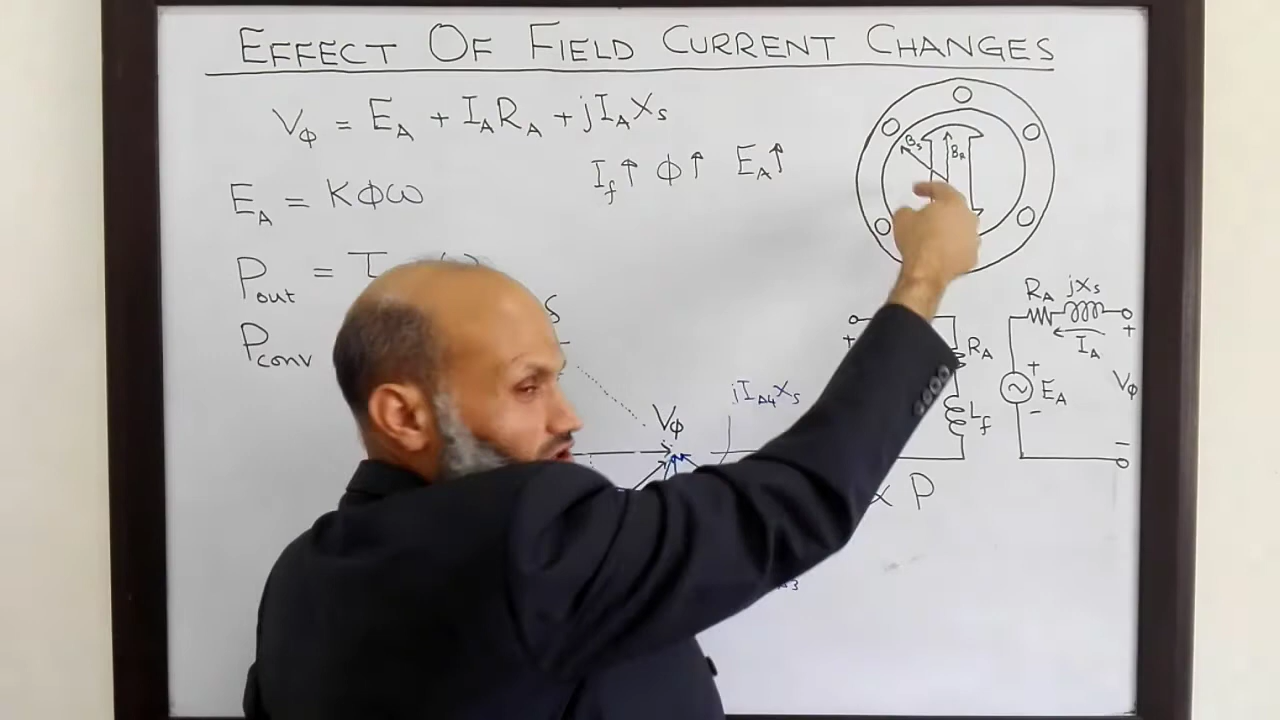 EFFECT OF FIELD CURRENT CHANGES
Vφ = EA + IARA + jIAXS
If↑ φ↑ EA↑
EA = Kφω
Pout =
Pconv
BS
BR
RA jXS
+
IA
Vφ
-
+
EA
-
+
RA
Lf
Vφ
jIA4XS
P